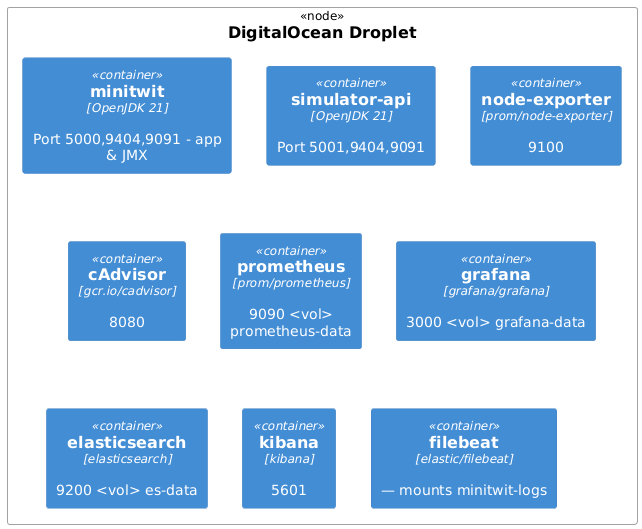 «node»
DigitalOcean Droplet
«container»
minitwit
[OpenJDK 21]
Port 5000,9404,9091 - app
& JMX
«container»
simulator-api
[OpenJDK 21]
Port 5001,9404,9091
«container»
node-exporter
[prom/node-exporter]
9100
«container»
cAdvisor
[gcr.io/cadvisor]
8080
«container»
prometheus
[prom/prometheus]
9090 <vol>
prometheus-data
«container»
grafana
[grafana/grafana]
3000 <vol> grafana-data
«container»
elasticsearch
[elasticsearch]
9200 <vol> es-data
«container»
kibana
[kibana]
5601
«container»
filebeat
[elastic/filebeat]
— mounts minitwit-logs